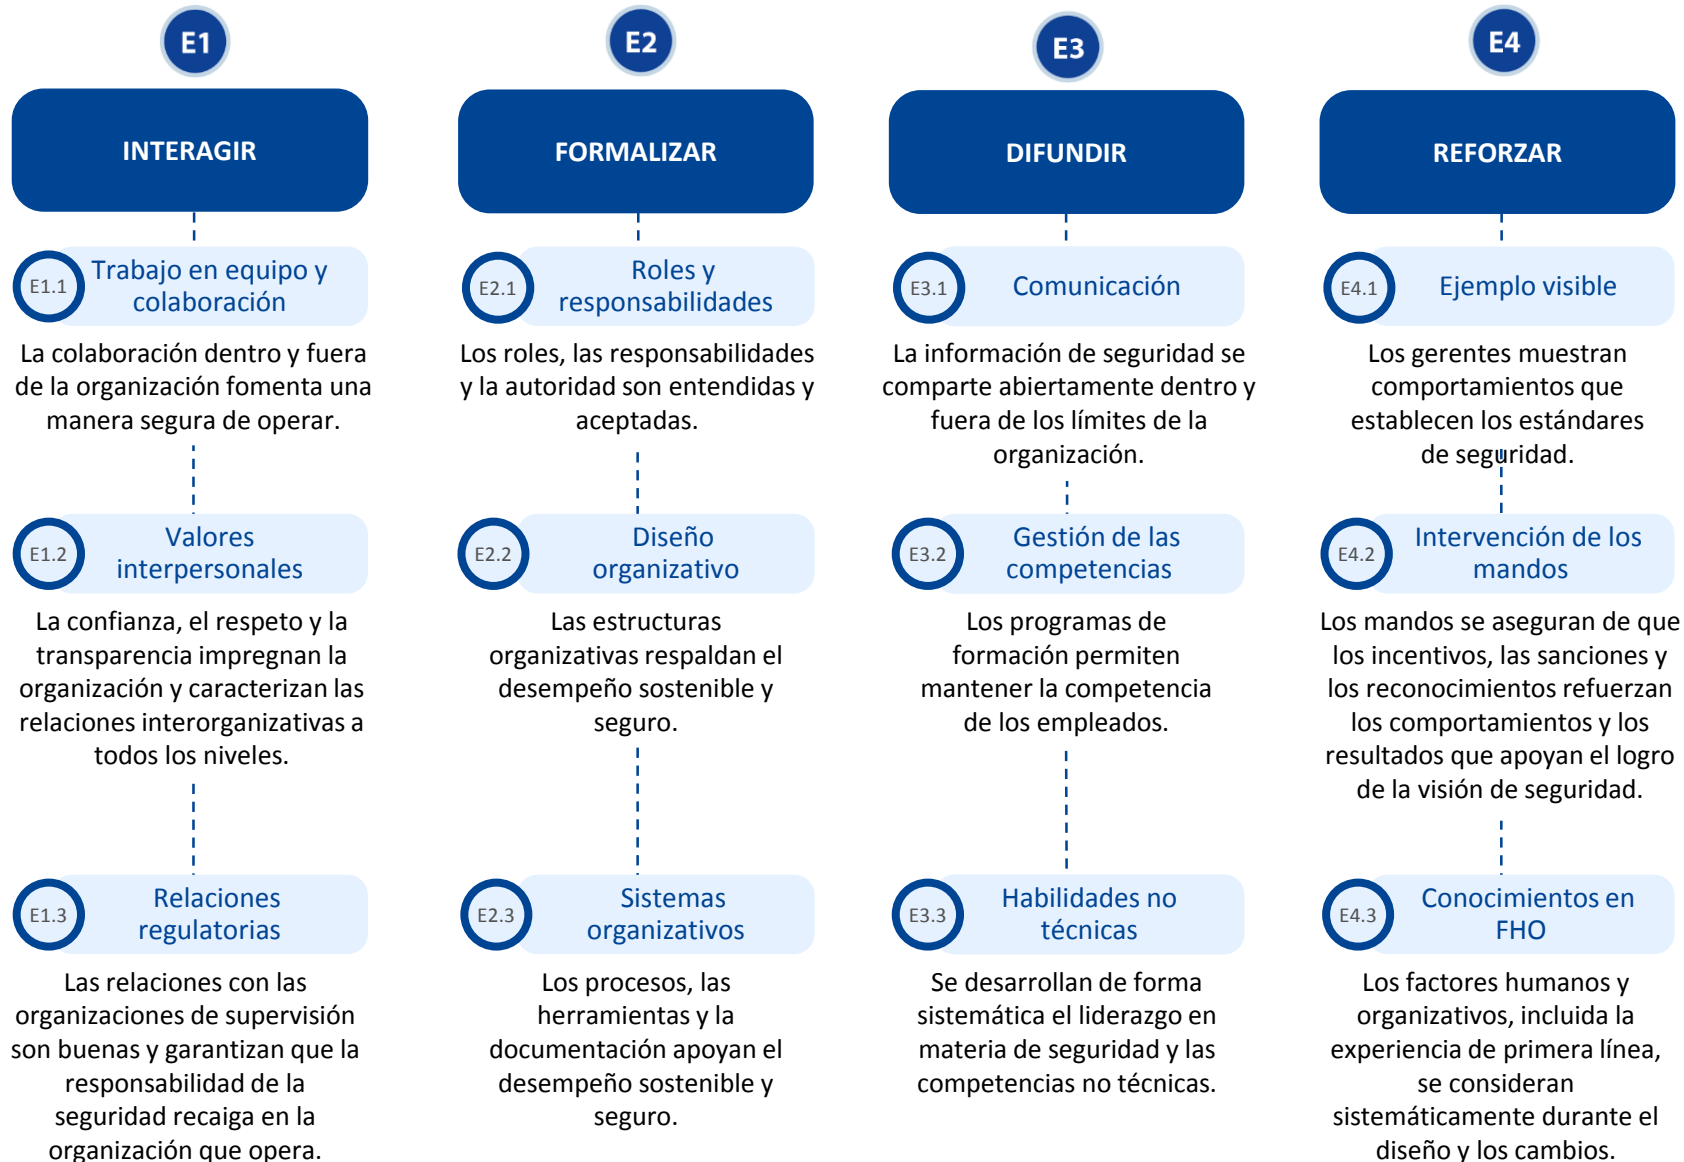 E1
INTERAGIR
E1.1
Trabajo en equipo y
colaboración
La colaboración dentro y fuera
de la organización fomenta una
manera segura de operar.
E1.2
Valores
interpersonales
La confianza, el respeto y la
transparencia impregnan la
organización y caracterizan las
relaciones interorganizativas a
todos los niveles.
E1.3
Relaciones
regulatorias
Las relaciones con las
organizaciones de supervisión
son buenas y garantizan que la
responsabilidad de la
seguridad recaiga en la
organización que opera.
E2
FORMALIZAR
E2.1
Roles y
responsabilidades
Los roles, las responsabilidades
y la autoridad son entendidas y
aceptadas.
E2.2
Diseño
organizativo
Las estructuras
organizativas respaldan el
desempeño sostenible y
seguro.
E2.3
Sistemas
organizativos
Los procesos, las
herramientas y la
documentación apoyan el
desempeño sostenible y
seguro.
E3
DIFUNDIR
E3.1
Comunicación
La información de seguridad se
comparte abiertamente dentro y
fuera de los límites de la
organización.
E3.2
Gestión de las
competencias
Los programas de
formación permiten
mantener la competencia
de los empleados.
E3.3
Habilidades no
técnicas
Se desarrollan de forma
sistemática el liderazgo en
materia de seguridad y las
competencias no técnicas.
E4
REFORZAR
E4.1
Ejemplo visible
Los gerentes muestran
comportamientos que
establecen los estándares
de seguridad.
E4.2
Intervención de los
mandos
Los mandos se aseguran de que
los incentivos, las sanciones y
los reconocimientos refuerzan
los comportamientos y los
resultados que apoyan el logro
de la visión de seguridad.
E4.3
Conocimientos en
FHO
Los factores humanos y
organizativos, incluida la
experiencia de primera línea,
se consideran
sistemáticamente durante el
diseño y los cambios.